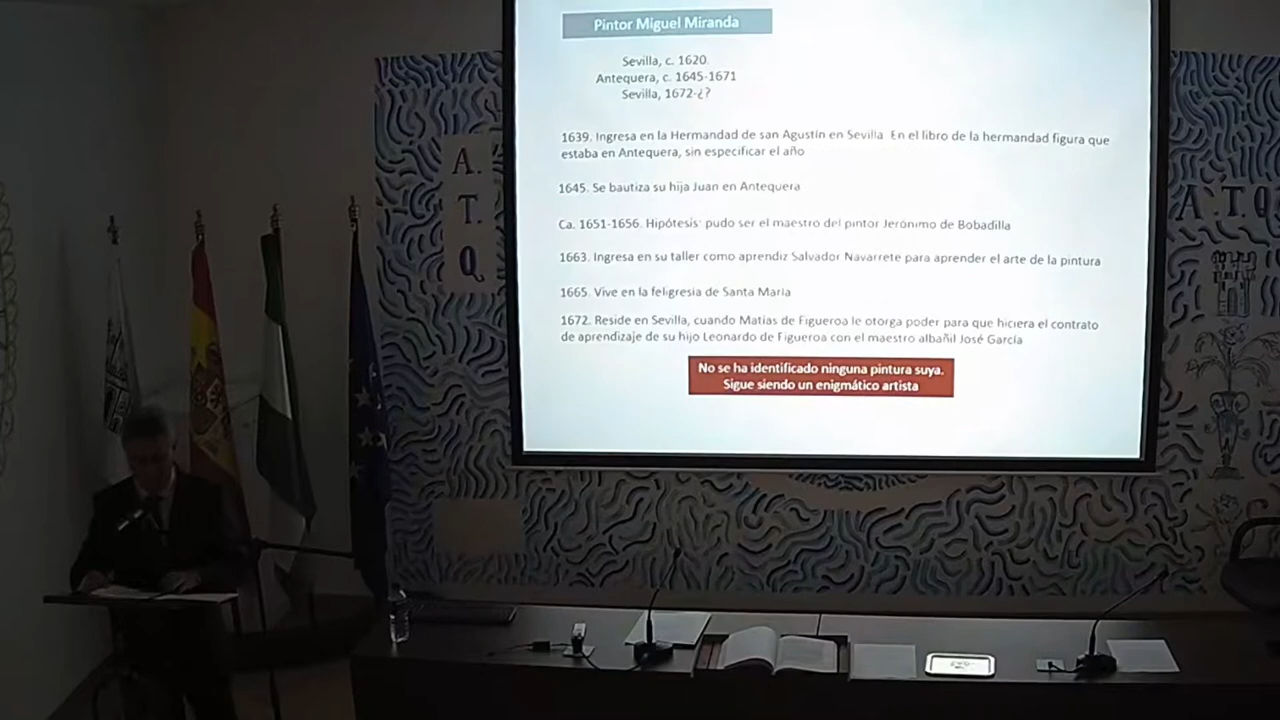 Pintor Miguel Miranda
Sevilla, c. 1620.
Antequera, c. 1645-1671
Sevilla, 1672-¿?
1639. Ingresa en la Hermandad de san Agustín en Sevilla. En el libro de la hermandad figura que
estaba en Antequera, sin especificar el año
1645. Se bautiza su hija Juan en Antequera
Ca. 1651-1656. Hipótesis: pudo ser el maestro del pintor Jerónimo de Bobadilla
1663. Ingresa en su taller como aprendiz Salvador Navarrete para aprender el arte de la pintura
1665. Vive en la feligresía de Santa María
1672. Reside en Sevilla, cuando Matías de Figueroa le otorga poder para que hiciera el contrato
de aprendizaje de su hijo Leonardo de Figueroa con el maestro albañil José García
No se ha identificado ninguna pintura suya.
Sigue siendo un enigmático artista
A.
T.
Q
A.T.Q